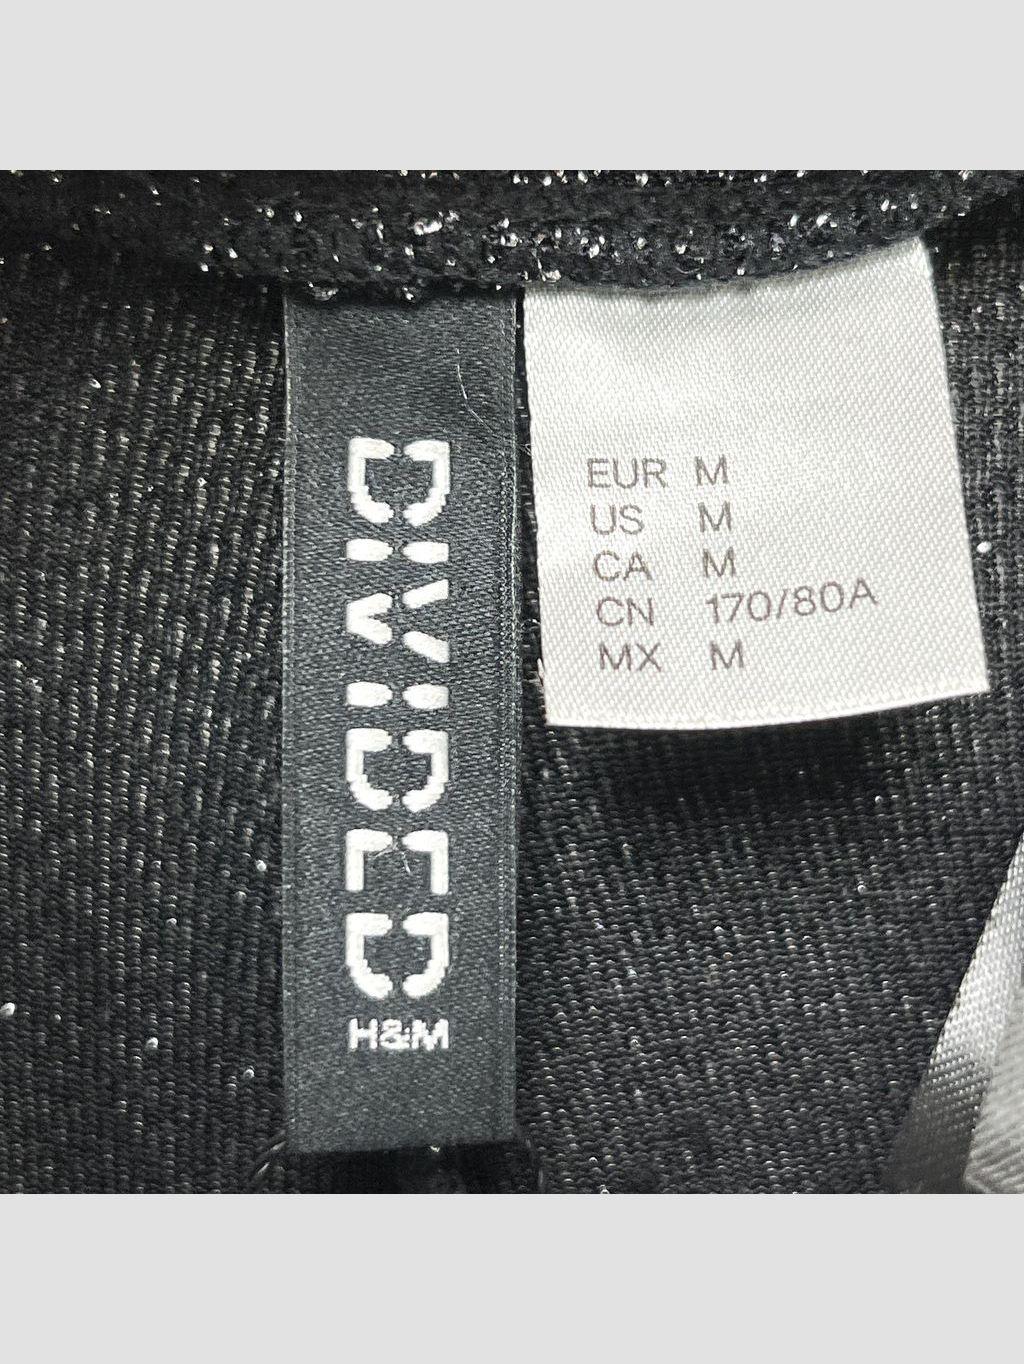 DIVIDED
H&M
EUR M
US M
CA M
CN 170/80A
MX M